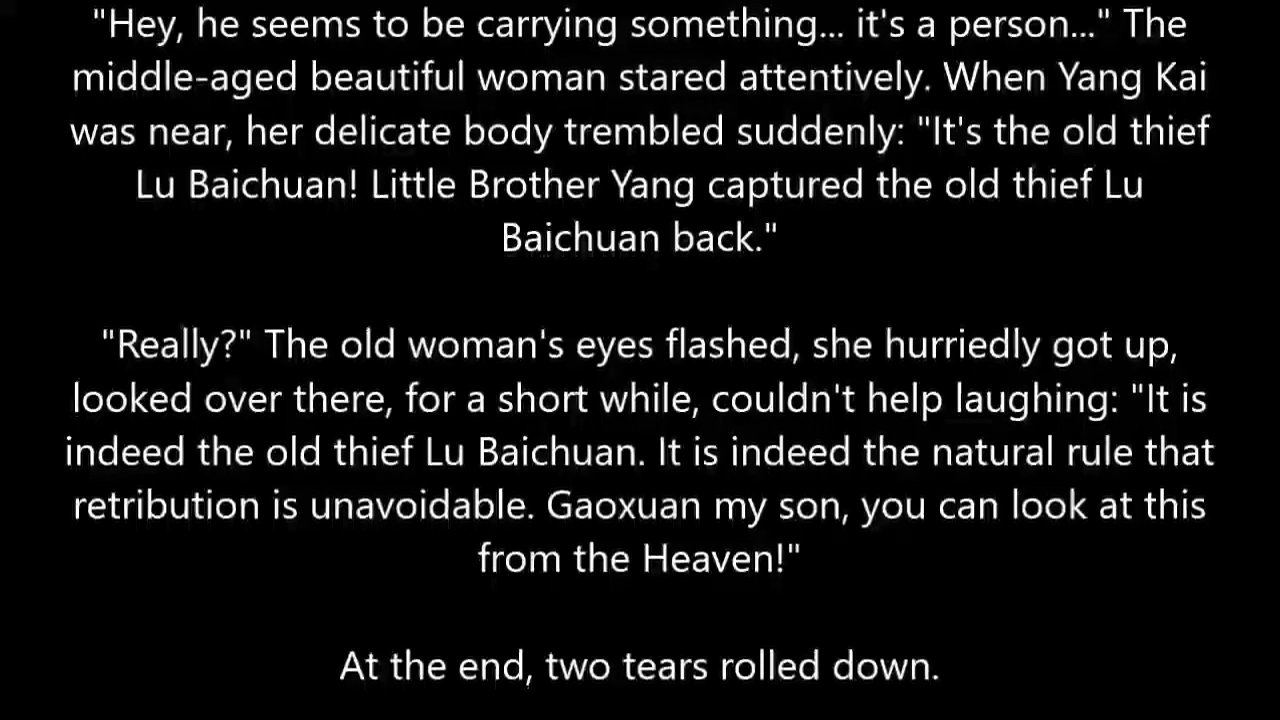 "Hey, he seems to be carrying something... it's a person..." The
middle-aged beautiful woman stared attentively. When Yang Kai
was near, her delicate body trembled suddenly: "It's the old thief
Lu Baichuan! Little Brother Yang captured the old thief Lu
Baichuan back."
"Really?" The old woman's eyes flashed, she hurriedly got up,
looked over there, for a short while, couldn't help laughing: "It is
indeed the old thief Lu Baichuan. It is indeed the natural rule that
retribution is unavoidable. Gaoxuan my son, you can look at this
from the Heaven!"
At the end, two tears rolled down.